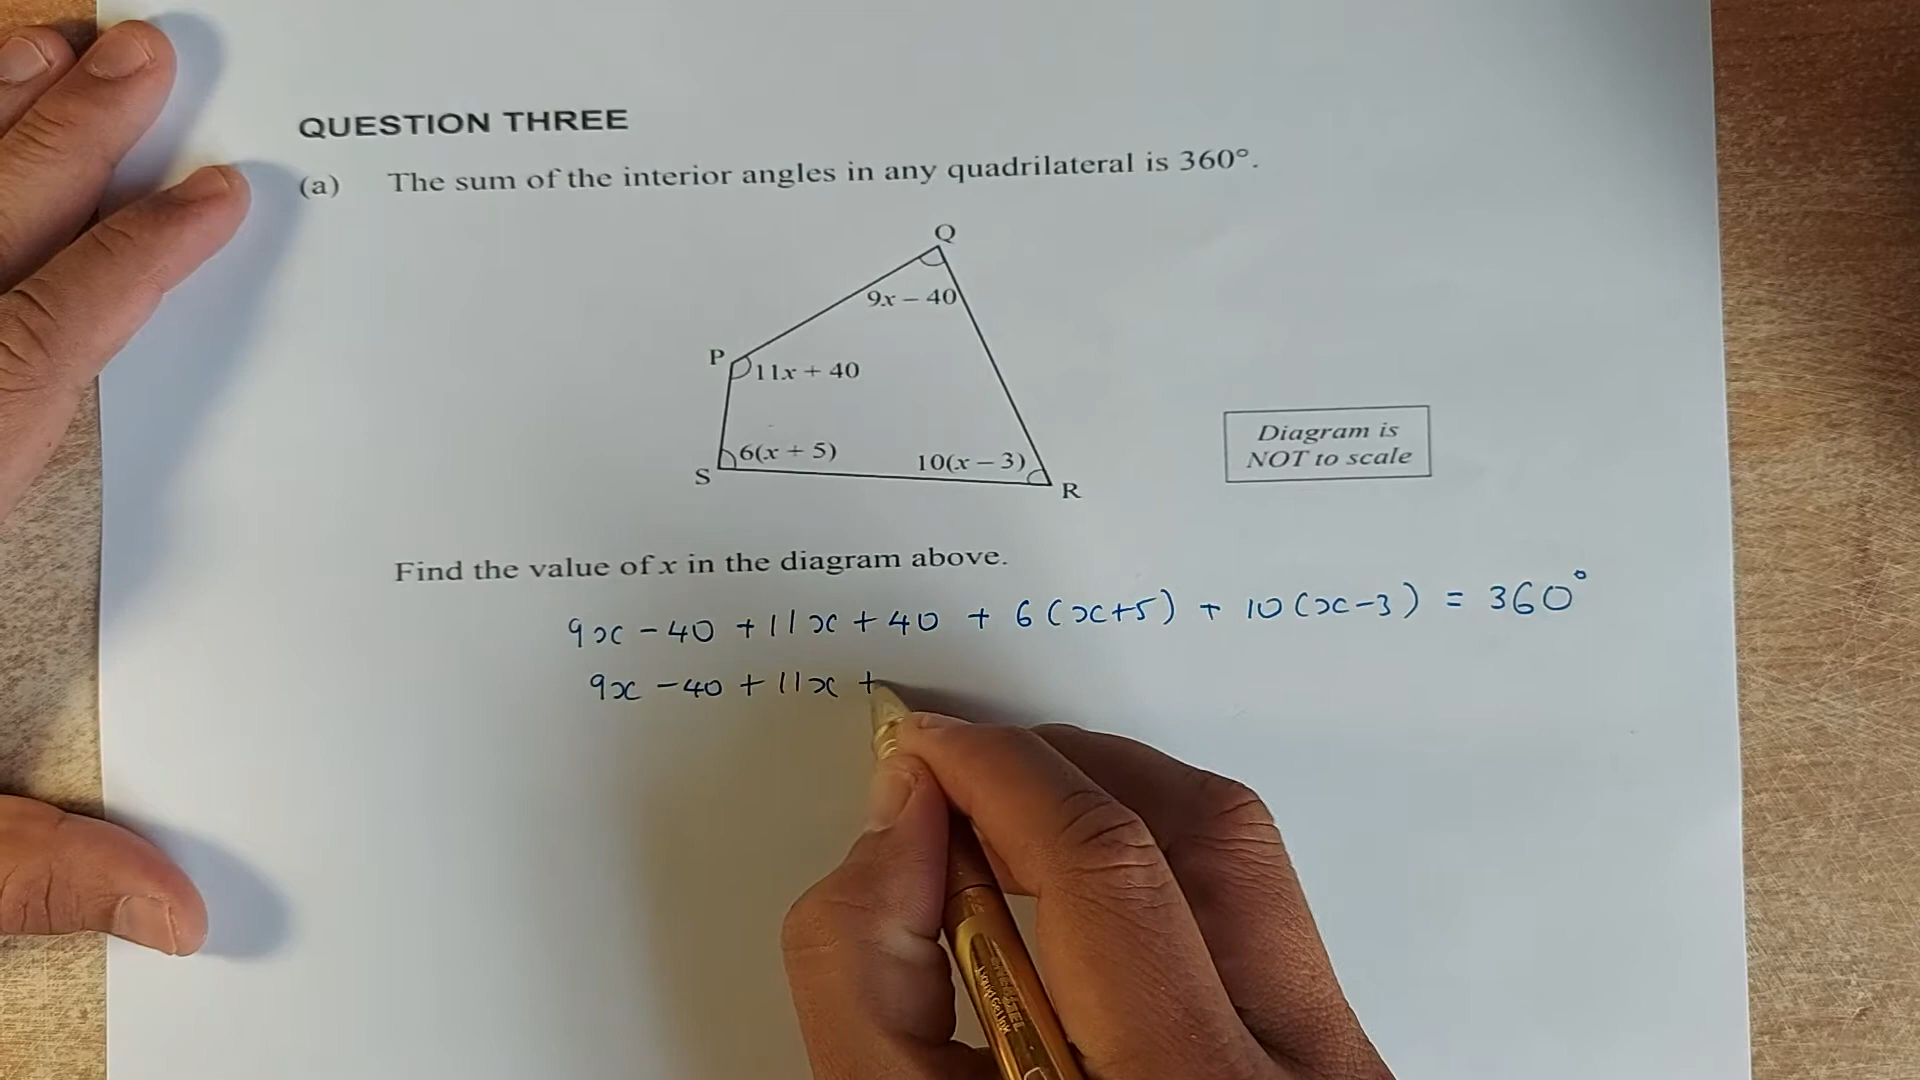 QUESTION THREE
(a) The sum of the interior angles in any quadrilateral is 360°.
Q
9x – 40
P
11x + 40
6(x + 5)
10(x – 3)
S
R
Diagram is
NOT to scale
Find the value of x in the diagram above.
9x - 40 + 11x + 40 + 6(x+5) + 10(x-3) = 360°
9x - 40 + 11x +